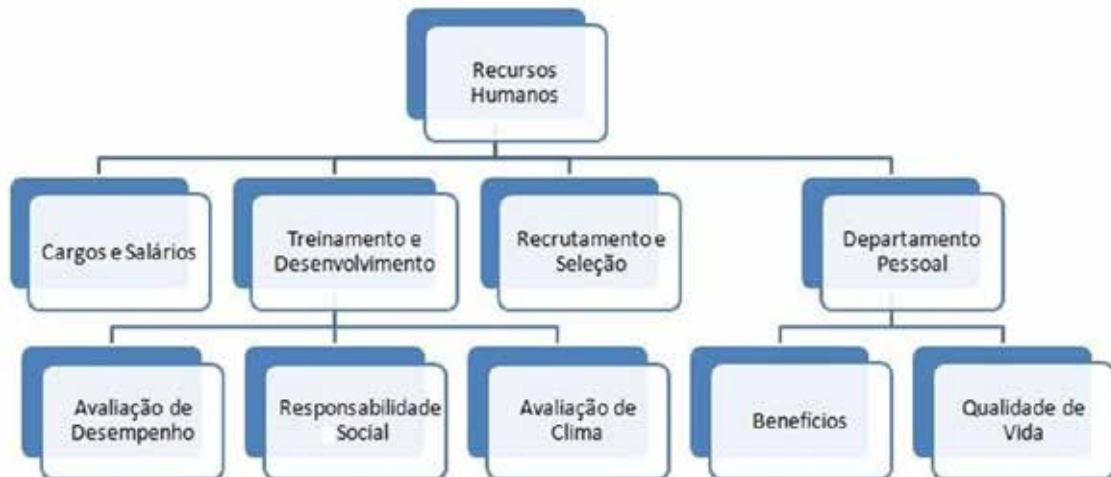 Recursos
Humanos
Cargos e Salários
Treinamento e
Desenvolvimento
Recrutamento e
Seleção
Departamento
Pessoal
Avaliação de
Desempenho
Responsabilidade
Social
Avaliação de
Clima
Benefícios
Qualidade de
Vida